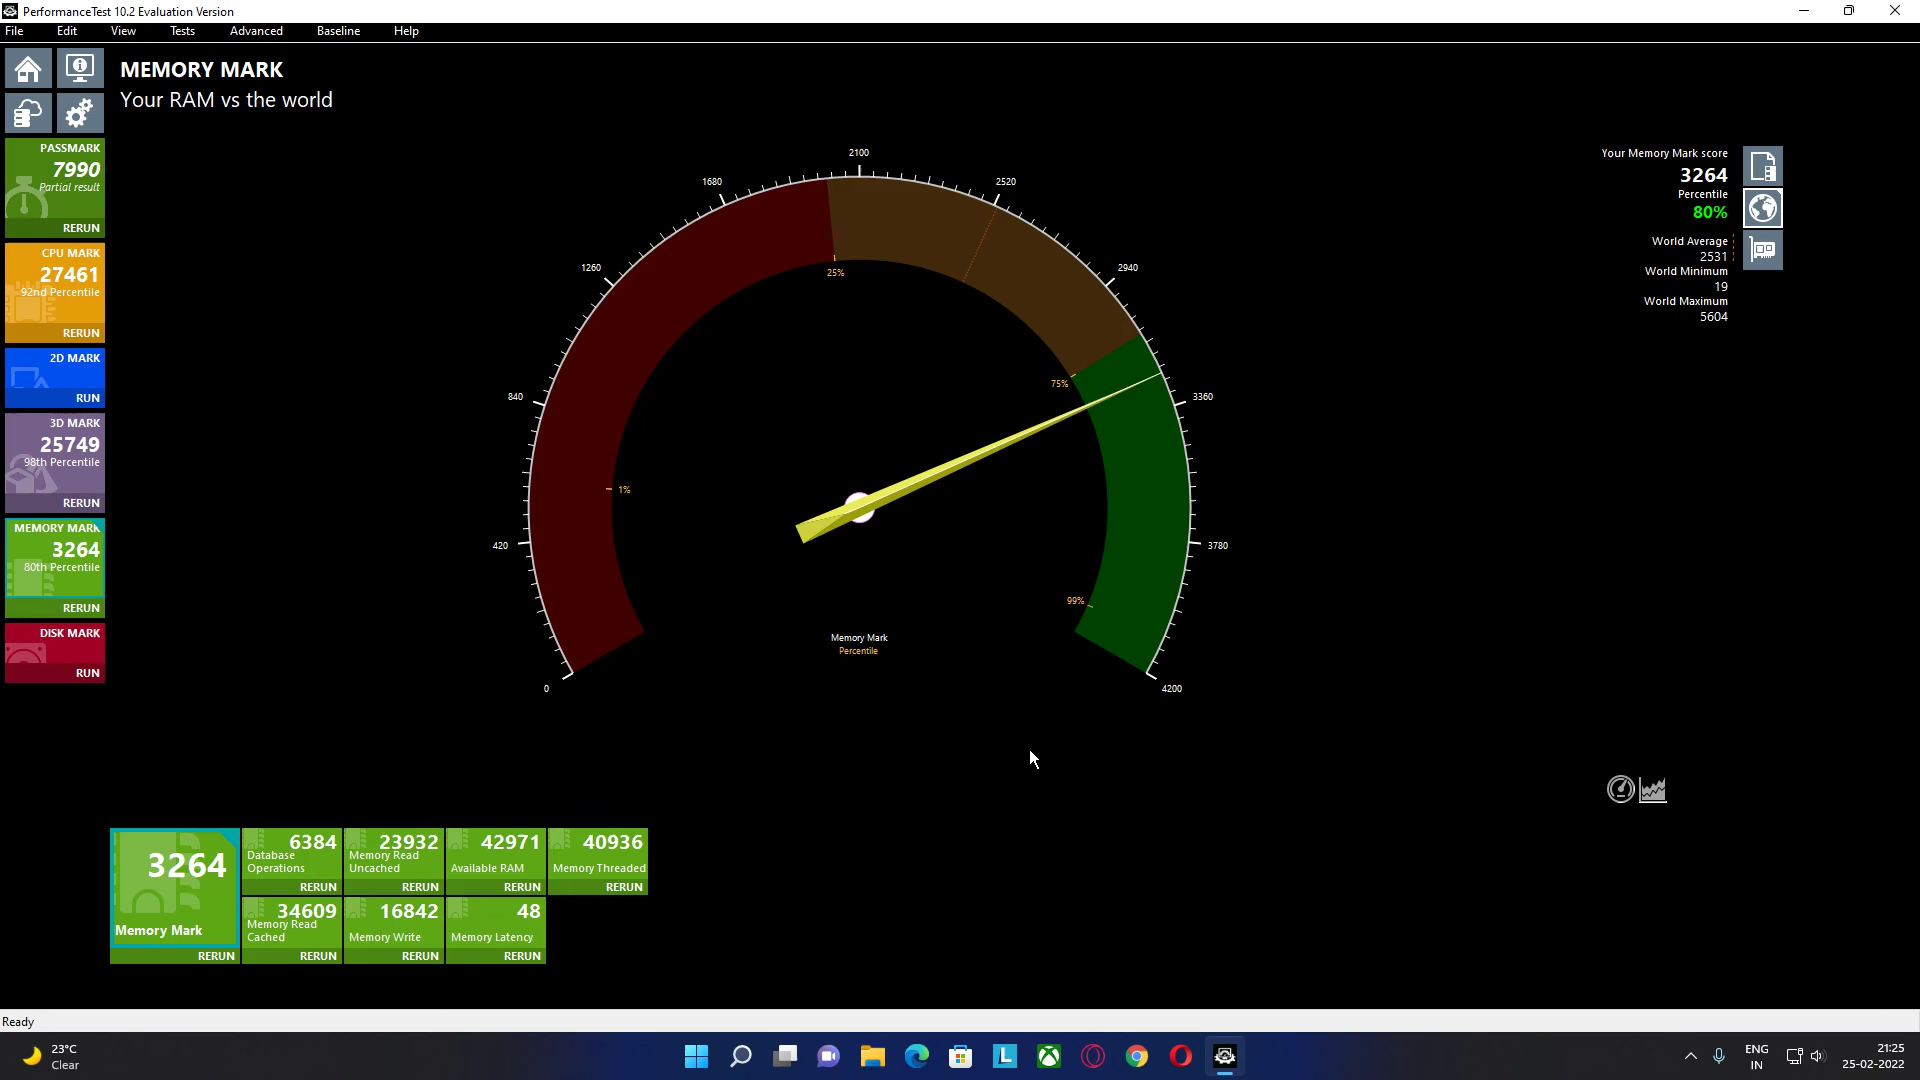 PerformanceTest 10.2 Evaluation Version
File Edit View Tests Advanced Baseline Help
MEMORY MARK
Your RAM vs the world
PASSMARK
7990
Partial result
RERUN
CPU MARK
27461
92nd Percentile
RERUN
2D MARK
RUN
3D MARK
25749
98th Percentile
RERUN
MEMORY MARK
3264
80th Percentile
RERUN
DISK MARK
RUN
0
420
840
1260
1680
2100
2520
2940
3360
3780
4200
1%
25%
75%
99%
Memory Mark
Percentile
Your Memory Mark score
3264
Percentile
80%
World Average
2531
World Minimum
19
World Maximum
5604
3264
Memory Mark
RERUN
6384
Database
Operations
RERUN
23932
Memory Read
Uncached
RERUN
42971
Available RAM
RERUN
40936
Memory Threaded
RERUN
34609
Memory Read
Cached
RERUN
16842
Memory Write
RERUN
48
Memory Latency
RERUN
Ready
23°C
Clear
L
ENG
IN
21:25
25-02-2022